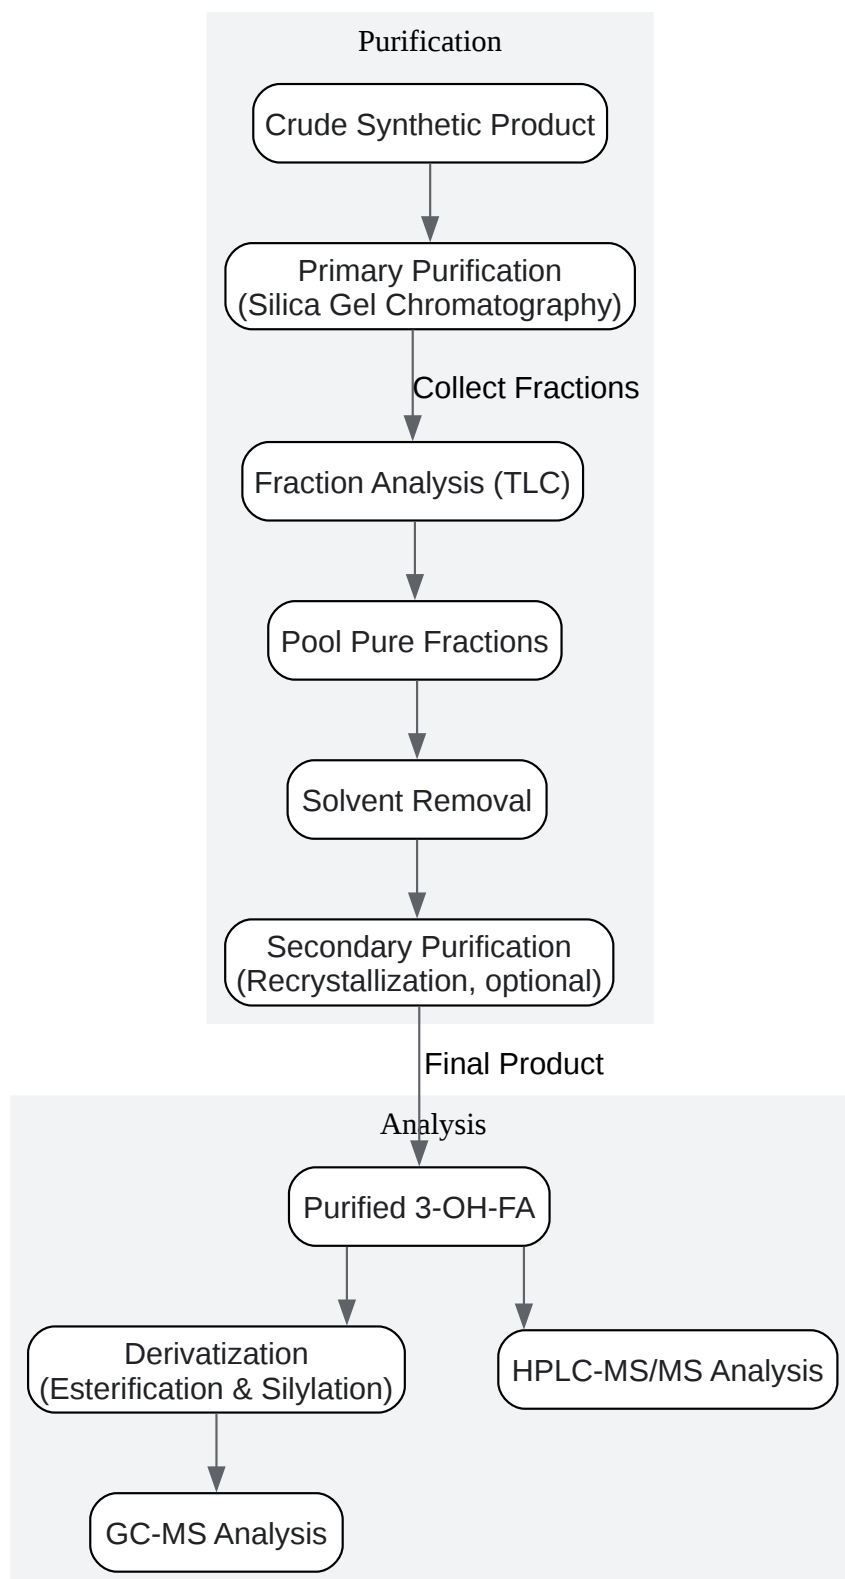 Purification
Crude Synthetic Product
Primary Purification
(Silica Gel Chromatography)
Collect Fractions
Fraction Analysis (TLC)
Pool Pure Fractions
Solvent Removal
Secondary Purification
(Recrystallization, optional)
Final Product
Analysis
Purified 3-OH-FA
Derivatization
(Esterification & Silylation)
HPLC-MS/MS Analysis
GC-MS Analysis